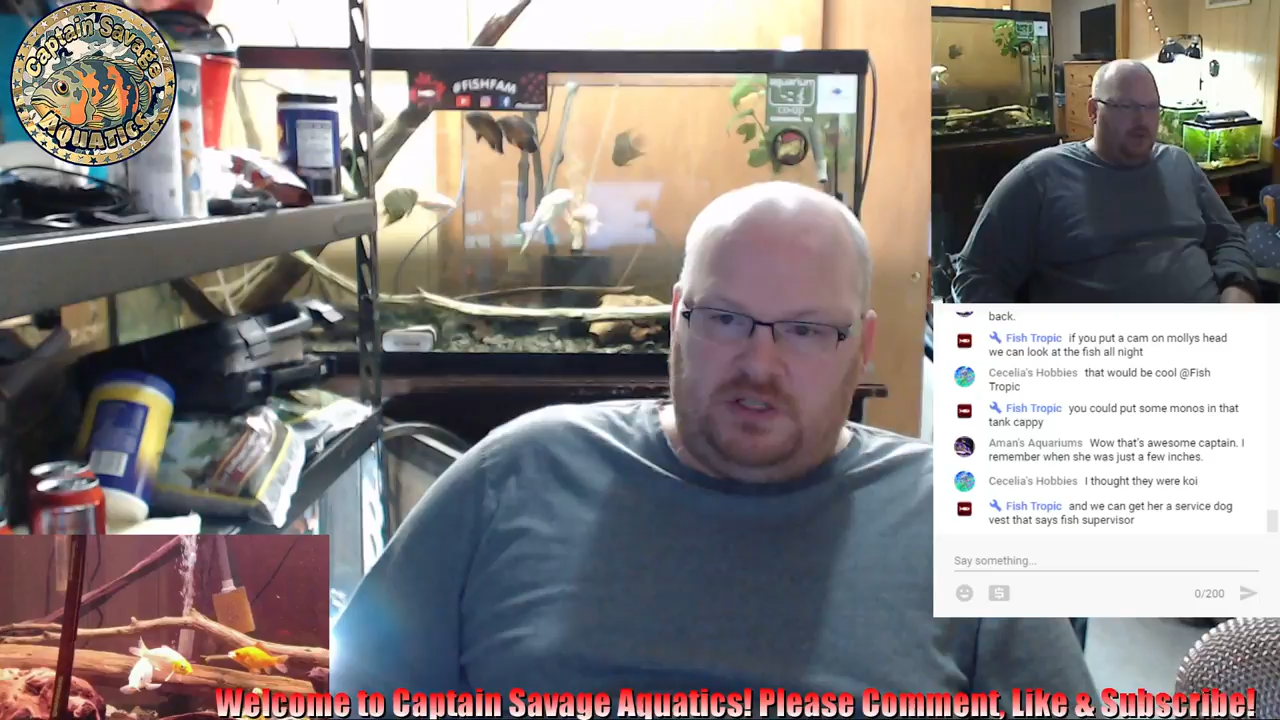 Captain Savage
AQUATICS
#FISHFAM
aquarium
co-op
back.
Fish Tropic if you put a cam on mollys head
we can look at the fish all night
Cecelia's Hobbies that would be cool @Fish
Tropic
Fish Tropic you could put some monos in that
tank cappy
Aman's Aquariums Wow that's awesome captain. I
remember when she was just a few inches.
Cecelia's Hobbies I thought they were koi
Fish Tropic and we can get her a service dog
vest that says fish supervisor
Say something...
0/200
Welcome to Captain Savage Aquatics! Please Comment, Like & Subscribe!